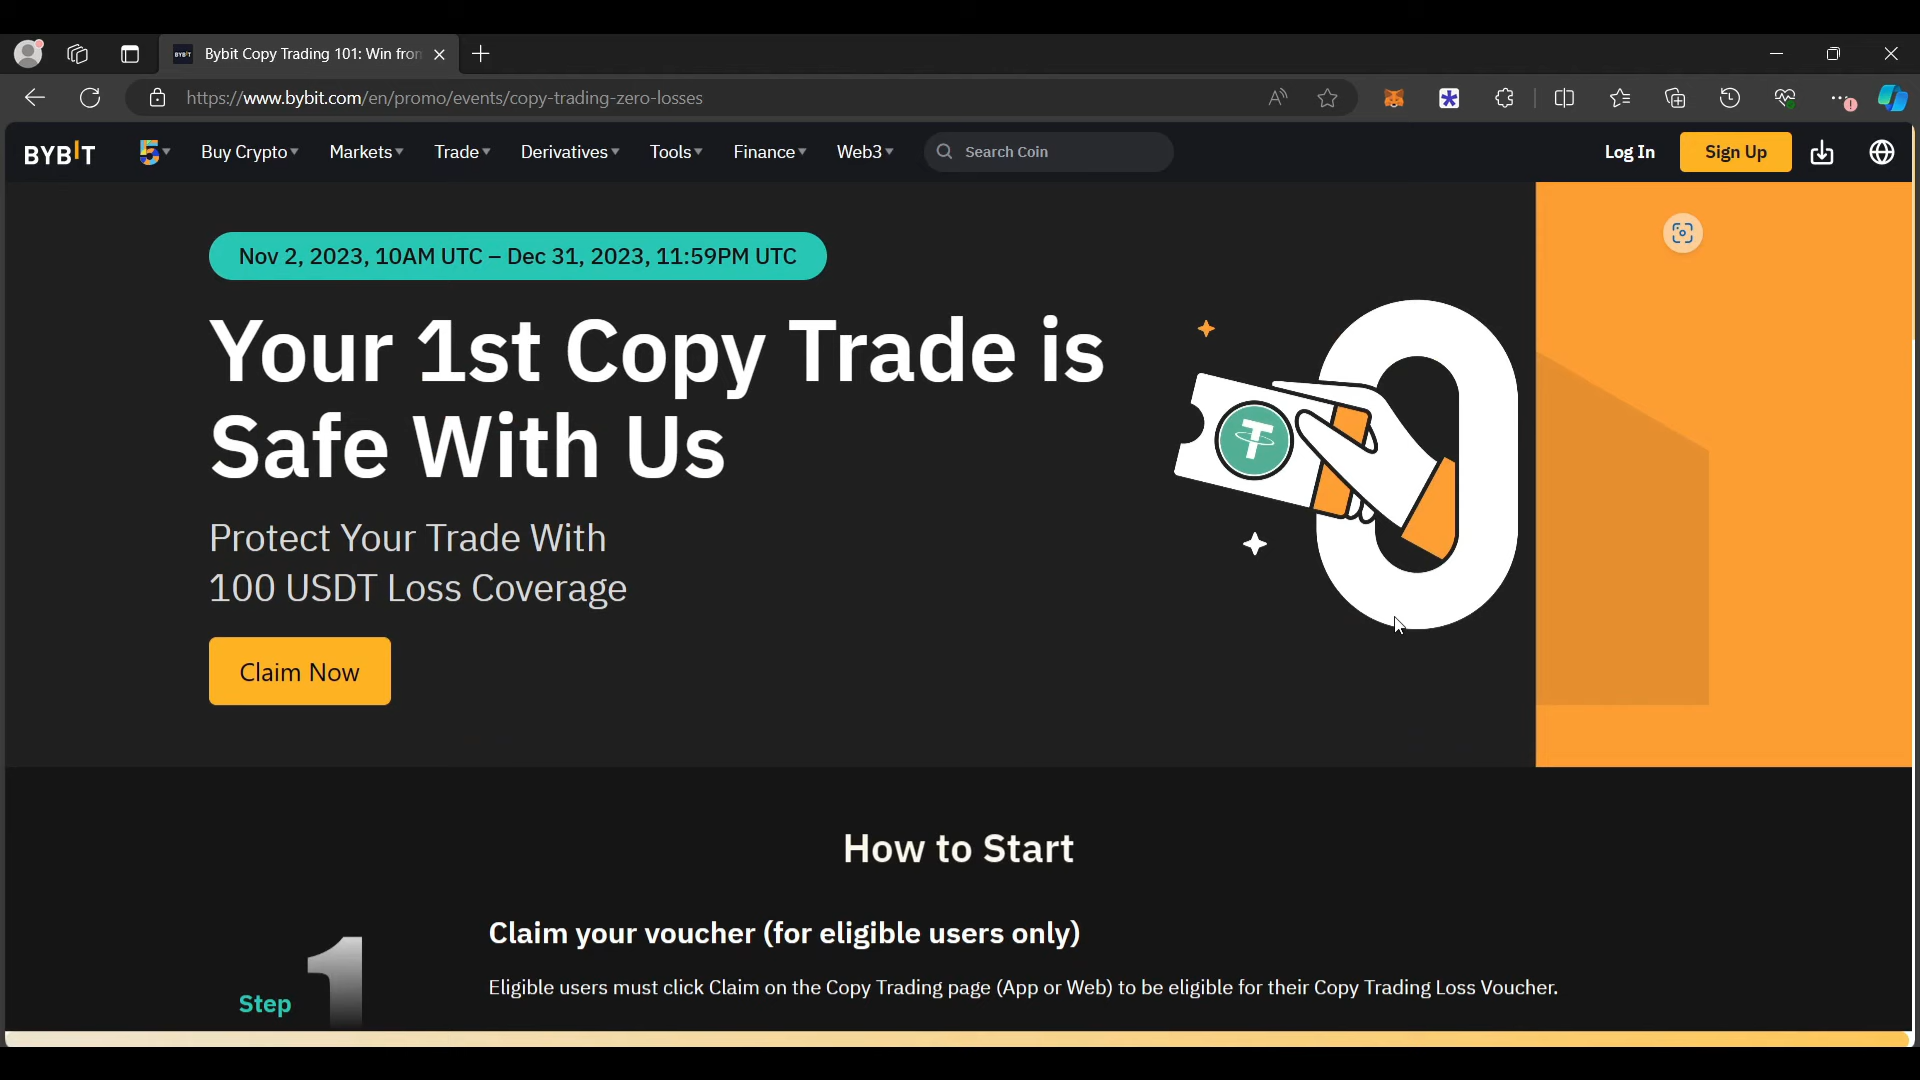 BYBIT
Bybit Copy Trading 101: Win fron
https://www.bybit.com/en/promo/events/copy-trading-zero-losses
BYBIT
5
Buy Crypto
Markets
Trade
Derivatives
Tools
Finance
Web3
Search Coin
Log In
Sign Up
Nov 2, 2023, 10AM UTC – Dec 31, 2023, 11:59PM UTC
Your 1st Copy Trade is
Safe With Us
Protect Your Trade With
100 USDT Loss Coverage
Claim Now
0
How to Start
Step 1
Claim your voucher (for eligible users only)
Eligible users must click Claim on the Copy Trading page (App or Web) to be eligible for their Copy Trading Loss Voucher.